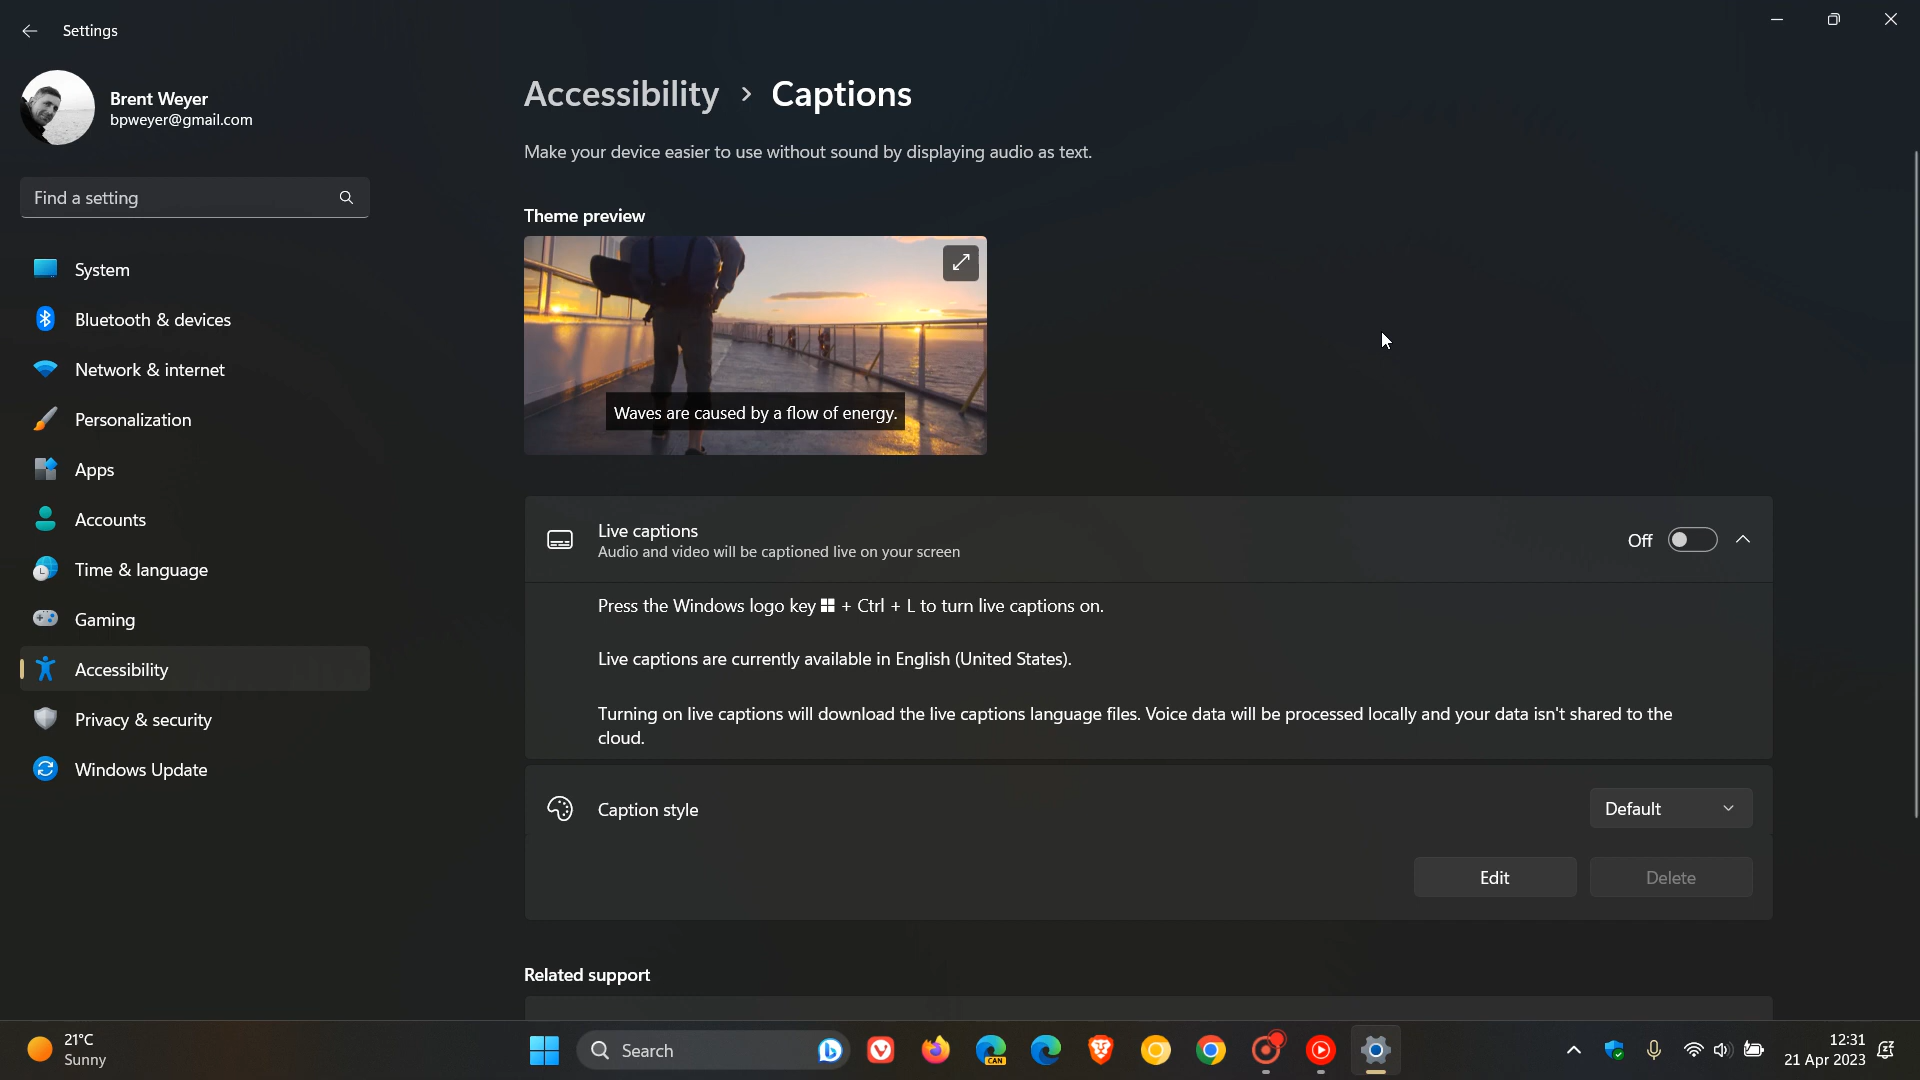 Settings
Brent Weyer
bpweyer@gmail.com
Find a setting
System
Bluetooth & devices
Network & internet
Personalization
Apps
Accounts
Time & language
Gaming
Accessibility
Privacy & security
Windows Update
Accessibility > Captions
Make your device easier to use without sound by displaying audio as text.
Theme preview
Waves are caused by a flow of energy.
Live captions
Audio and video will be captioned live on your screen
Off
Press the Windows logo key + Ctrl + L to turn live captions on.
Live captions are currently available in English (United States).
Turning on live captions will download the live captions language files. Voice data will be processed locally and your data isn't shared to the
cloud.
Caption style
Default
Edit
Delete
Related support
21°C
Sunny
Search
CAN
12:31
21 Apr 2023